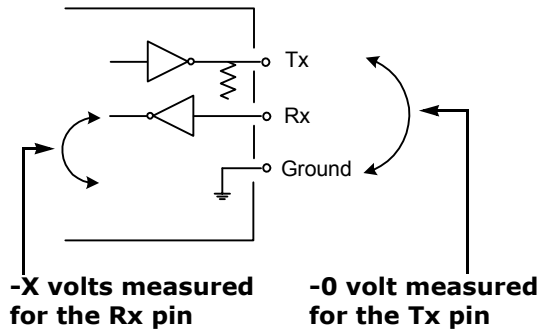 Tx
Rx
Ground
-X volts measured
for the Rx pin
-0 volt measured
for the Tx pin